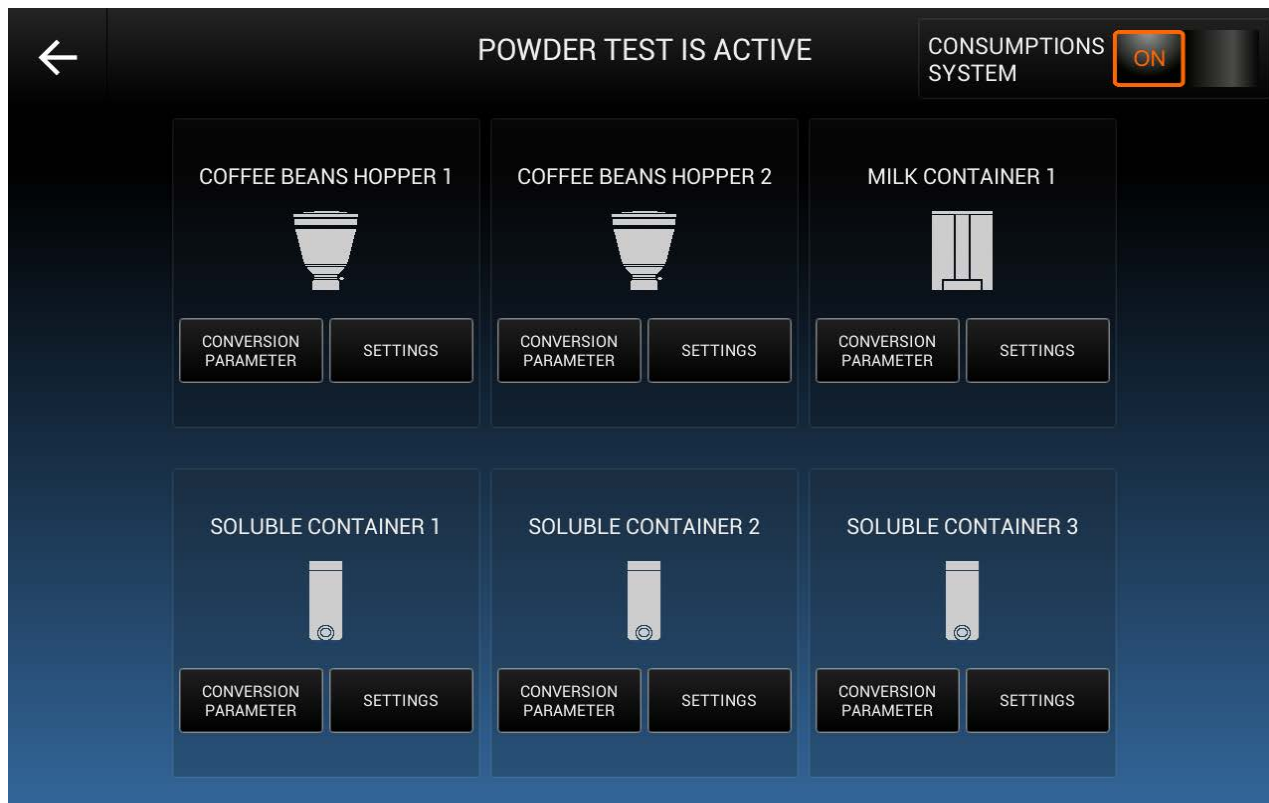 POWDER TEST IS ACTIVE
CONSUMPTIONS
SYSTEM
ON
COFFEE BEANS HOPPER 1
COFFEE BEANS HOPPER 2
MILK CONTAINER 1
CONVERSION
PARAMETER
SETTINGS
CONVERSION
PARAMETER
SETTINGS
CONVERSION
PARAMETER
SETTINGS
SOLUBLE CONTAINER 1
SOLUBLE CONTAINER 2
SOLUBLE CONTAINER 3
CONVERSION
PARAMETER
SETTINGS
CONVERSION
PARAMETER
SETTINGS
CONVERSION
PARAMETER
SETTINGS